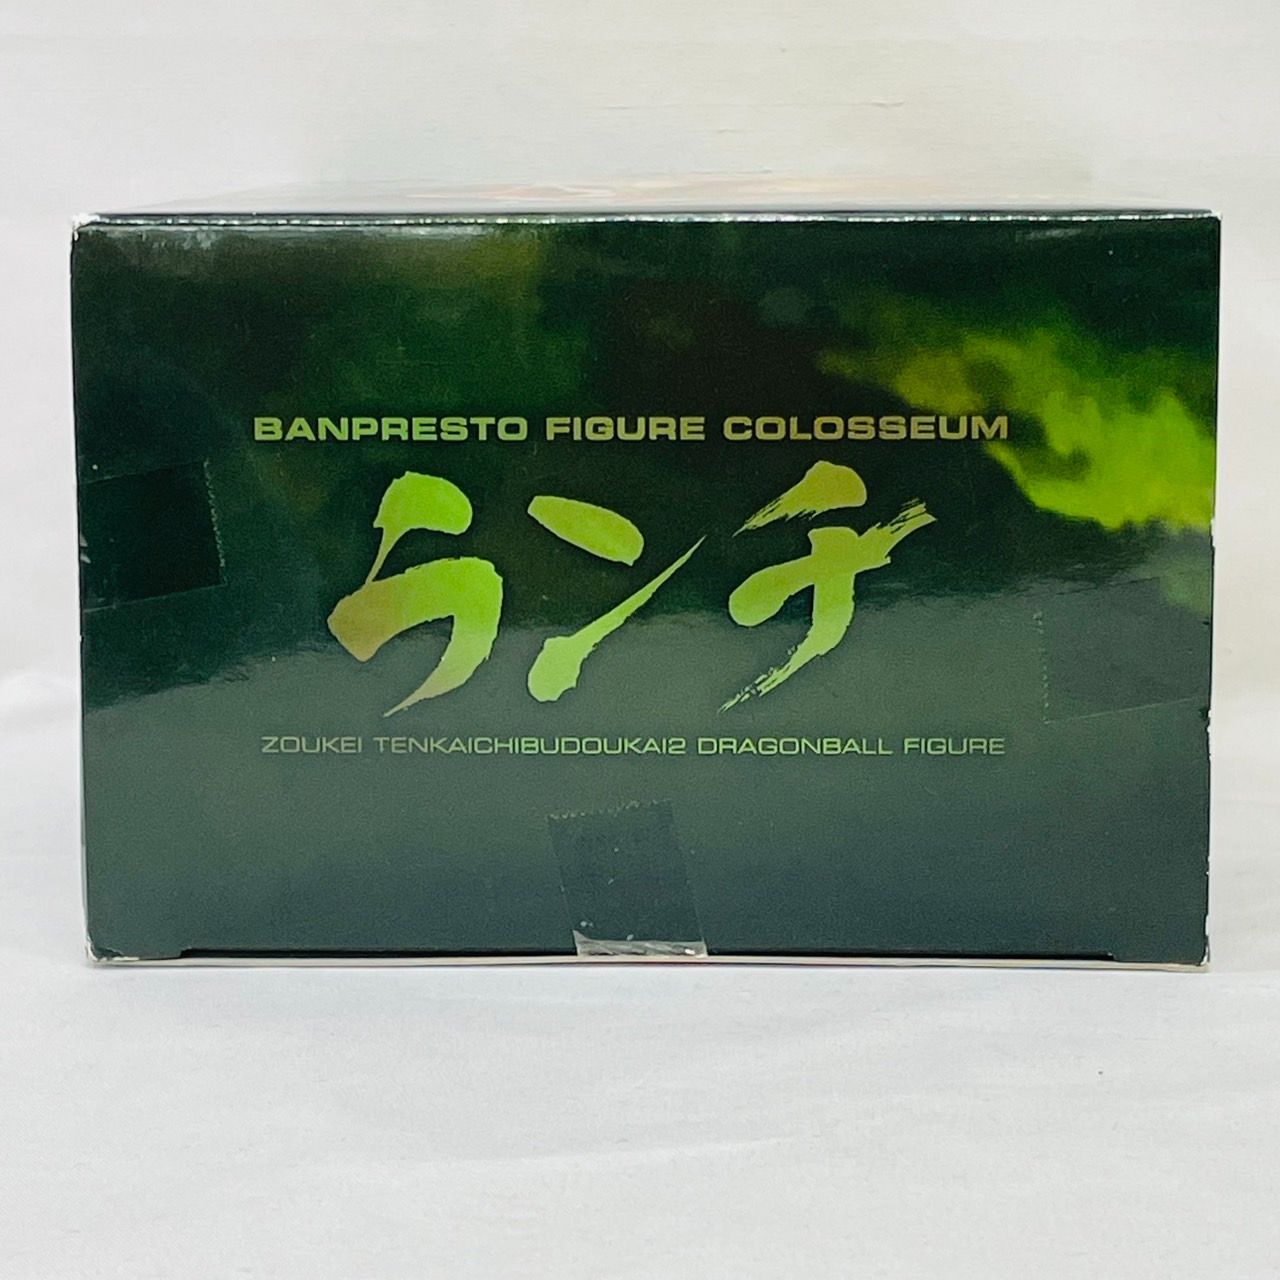 BANPRESTO FIGURE COLOSSEUM
ランチ
ZOUKEI TENKAICHIBUDOUKAI2 DRAGONBALL FIGURE